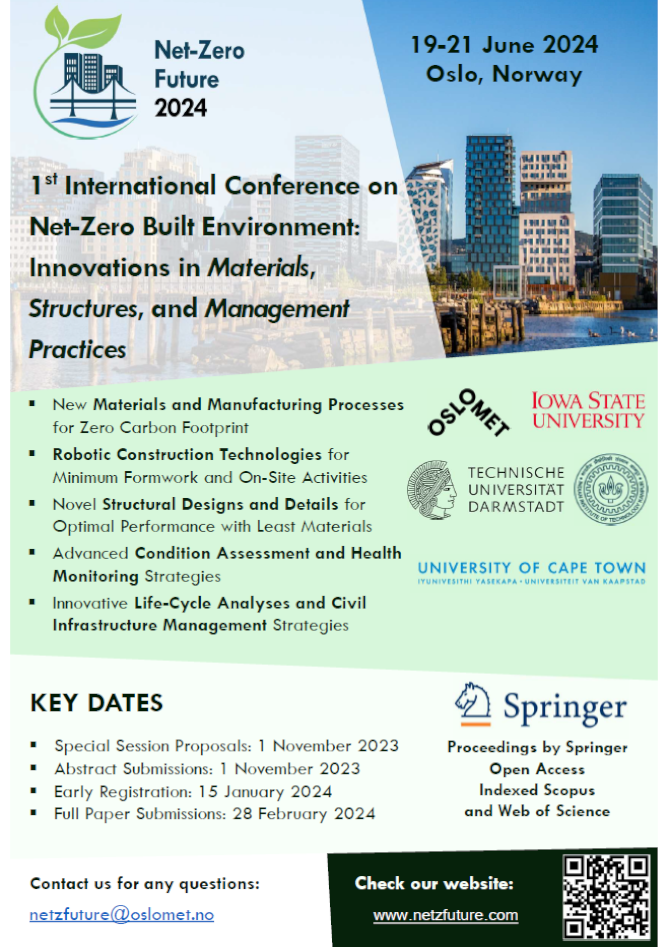 Net-Zero
Future
2024
19-21 June 2024
Oslo, Norway
1st International Conference on
Net-Zero Built Environment:
Innovations in Materials,
Structures, and Management
Practices
▪ New Materials and Manufacturing Processes
for Zero Carbon Footprint
▪ Robotic Construction Technologies for
Minimum Formwork and On-Site Activities
▪ Novel Structural Designs and Details for
Optimal Performance with Least Materials
▪ Advanced Condition Assessment and Health
Monitoring Strategies
▪ Innovative Life-Cycle Analyses and Civil
Infrastructure Management Strategies
OSLOMET
IOWA STATE
UNIVERSITY
TECHNISCHE
UNIVERSITÄT
DARMSTADT
UNIVERSITY OF CAPE TOWN
IYUNIVESITHI YASEKAPA • UNIVERSITEIT VAN KAAPSTAD
KEY DATES
▪ Special Session Proposals: 1 November 2023
▪ Abstract Submissions: 1 November 2023
▪ Early Registration: 15 January 2024
▪ Full Paper Submissions: 28 February 2024
Springer
Proceedings by Springer
Open Access
Indexed Scopus
and Web of Science
Contact us for any questions:
netzfuture@oslomet.no
Check our website:
www.netzfuture.com